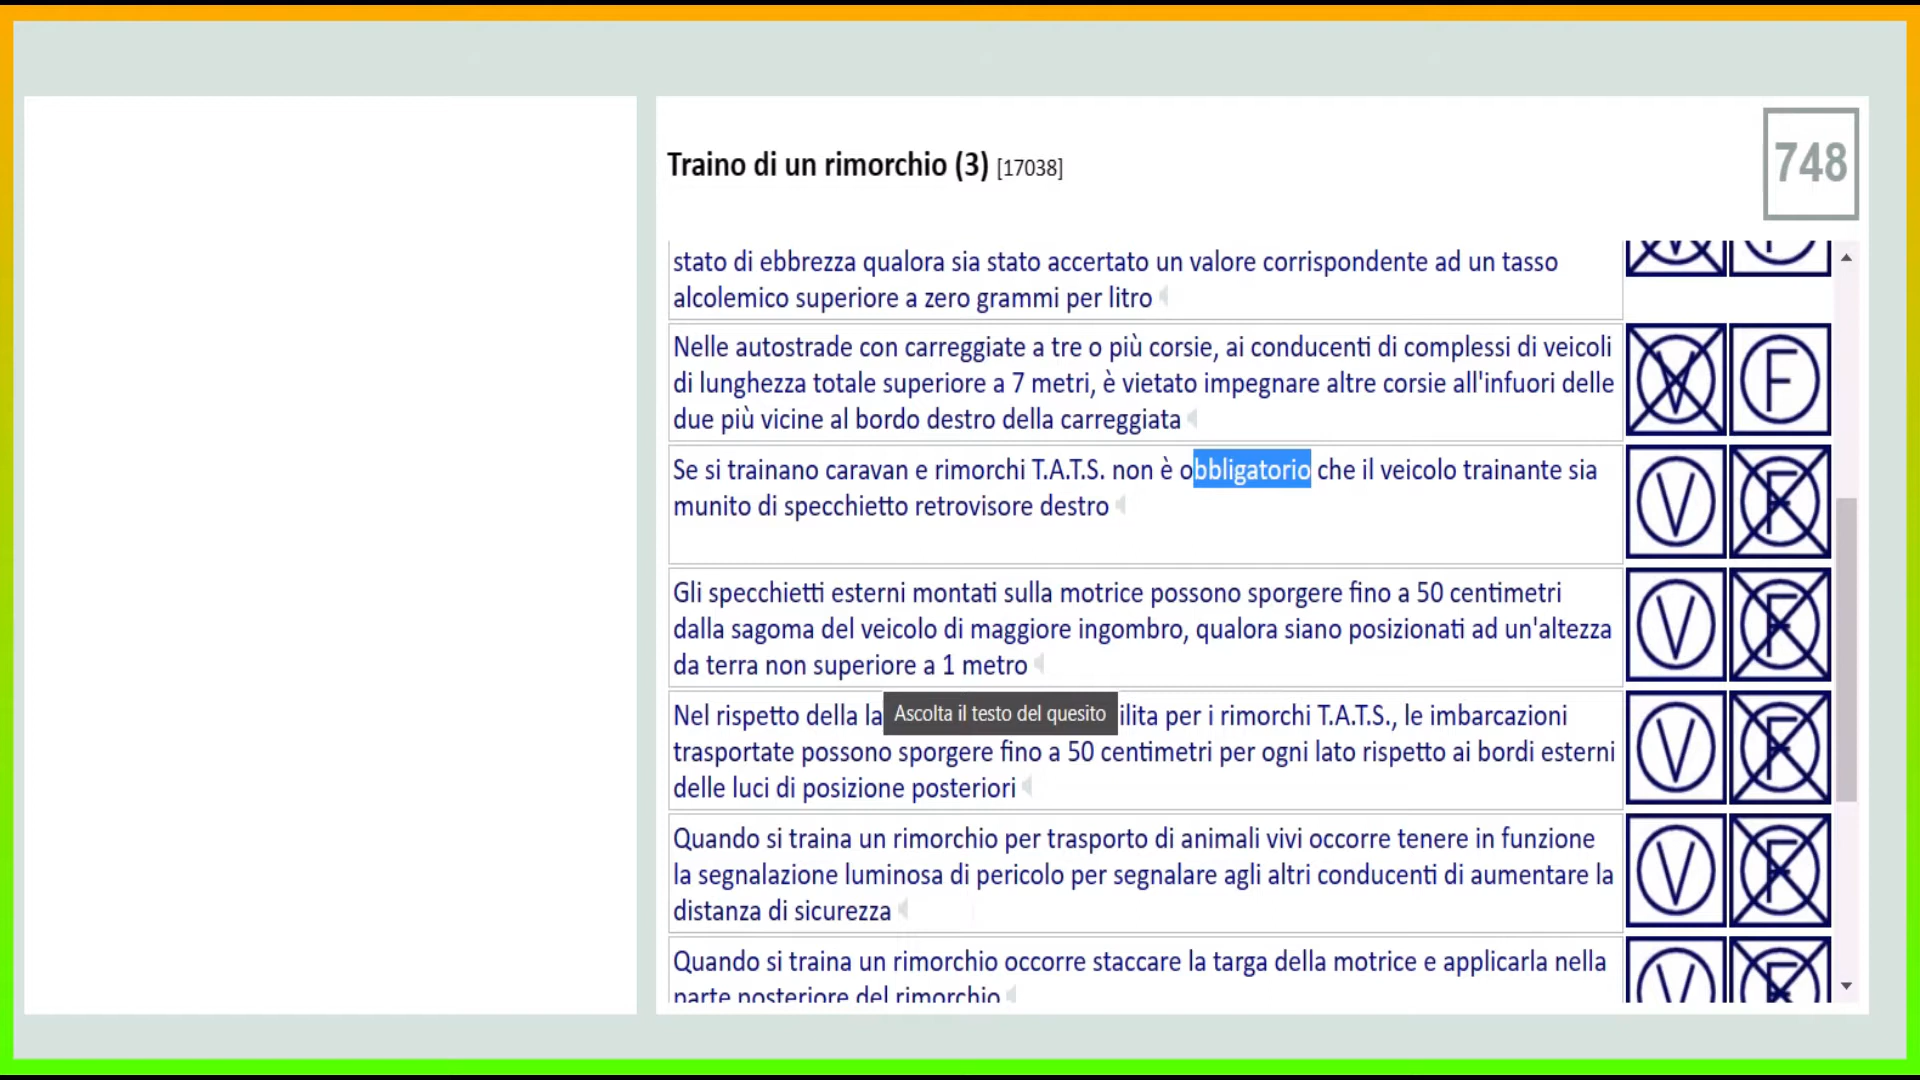 Traino di un rimorchio (3) [17038]
748
stato di ebbrezza qualora sia stato accertato un valore corrispondente ad un tasso
alcolemico superiore a zero grammi per litro
V F
Nelle autostrade con carreggiate a tre o più corsie, ai conducenti di complessi di veicoli
di lunghezza totale superiore a 7 metri, è vietato impegnare altre corsie all'infuori delle
due più vicine al bordo destro della carreggiata
V F
Se si trainano caravan e rimorchi T.A.T.S. non è obbligatorio che il veicolo trainante sia
munito di specchietto retrovisore destro
V F
Gli specchietti esterni montati sulla motrice possono sporgere fino a 50 centimetri
dalla sagoma del veicolo di maggiore ingombro, qualora siano posizionati ad un'altezza
da terra non superiore a 1 metro
V F
Nel rispetto della la Ascolta il testo del quesito ilita per i rimorchi T.A.T.S., le imbarcazioni
trasportate possono sporgere fino a 50 centimetri per ogni lato rispetto ai bordi esterni
delle luci di posizione posteriori
V F
Quando si traina un rimorchio per trasporto di animali vivi occorre tenere in funzione
la segnalazione luminosa di pericolo per segnalare agli altri conducenti di aumentare la
distanza di sicurezza
V F
Quando si traina un rimorchio occorre staccare la targa della motrice e applicarla nella
parte posteriore del rimorchio
V F